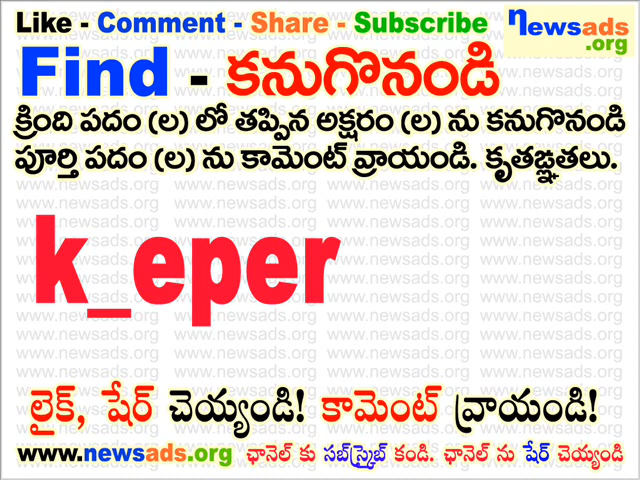 Like - Comment - Share - Subscribe
newsads
.org
Find - కనుగొనండి
క్రింది పదం (ల) లో తప్పిన అక్షరం (ల) ను కనుగొనండి
పూర్తి పదం (ల) ను కామెంట్ వ్రాయండి. కృతజ్ఞతలు.
k_eper
లైక్, షేర్ చెయ్యండి! కామెంట్ వ్రాయండి!
www.newsads.org ఛానెల్ కు సబ్‌స్క్రైబ్ కండి. ఛానెల్ ను షేర్ చెయ్యండి